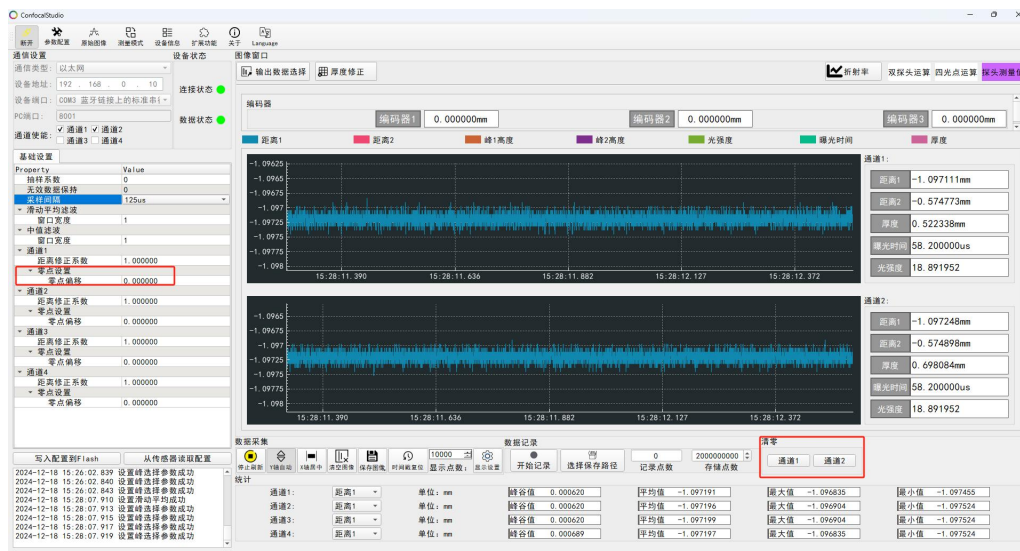 ConfocalStudio
断开 参数配置 原始图像 测量模式 设备信息 扩展功能 关于 Language
通信设置 设备状态 图像窗口
通信类型: 以太网
输出数据选择 厚度修正 折射率 双探头运算 四光点运算 探头测量值
设备地址: 192 . 168 . 0 . 10
连接状态
设备端口: COM3 蓝牙链接上的标准串行
编码器
PC端口: 8001
数据状态
编码器1 0.000000mm 编码器2 0.000000mm 编码器3 0.000000mm
通道使能: 通道1 通道2
通道3 通道4
距离1 距离2 峰1高度 峰2高度 光强度 曝光时间 厚度
基础设置
Property Value
抽样系数 0
无效数据保持 0
采样间隔 125us
滑动平均滤波
窗口宽度 1
中值滤波
窗口宽度 1
通道1
距离修正系数 1.000000
零点设置
零点偏移 0.000000
通道2
距离修正系数 1.000000
零点设置
零点偏移 0.000000
通道3
距离修正系数 1.000000
零点设置
零点偏移 0.000000
通道4
距离修正系数 1.000000
零点设置
零点偏移 0.000000
-1.09625
-1.0965
-1.09675
-1.097
-1.09725
-1.0975
-1.09775
-1.098
15:28:11.390 15:28:11.636 15:28:11.882 15:28:12.127 15:28:12.372
通道1:
距离1 -1.097111mm
距离2 -0.574773mm
厚度 0.522338mm
曝光时间 58.200000us
光强度 18.891952
-1.0965
-1.09675
-1.097
-1.09725
-1.0975
-1.09775
-1.098
15:28:11.390 15:28:11.636 15:28:11.882 15:28:12.127 15:28:12.372
通道2:
距离1 -1.097248mm
距离2 -0.574898mm
厚度 0.698084mm
曝光时间 58.200000us
光强度 18.891952
写入配置到Flash 从传感器读取配置
2024-12-18 15:26:02.839 设置峰选择参数成功
2024-12-18 15:26:02.840 设置峰选择参数成功
2024-12-18 15:26:02.843 设置峰选择参数成功
2024-12-18 15:28:07.910 设置滑动平均成功
2024-12-18 15:28:07.913 设置峰选择参数成功
2024-12-18 15:28:07.915 设置峰选择参数成功
2024-12-18 15:28:07.917 设置峰选择参数成功
2024-12-18 15:28:07.919 设置峰选择参数成功
数据采集 数据记录 清零
停止刷新 Y轴自动 X轴居中 清空图像 保存图像 时间戳复位 10000 显示点数: 显示设置
开始记录 选择保存路径 0 记录点数 2000000000 存储点数
通道1 通道2
统计
通道1: 距离1 单位: mm 峰谷值 0.000620 平均值 -1.097191 最大值 -1.096835 最小值 -1.097455
通道2: 距离1 单位: mm 峰谷值 0.000620 平均值 -1.097196 最大值 -1.096904 最小值 -1.097524
通道3: 距离1 单位: mm 峰谷值 0.000620 平均值 -1.097199 最大值 -1.096904 最小值 -1.097524
通道4: 距离1 单位: mm 峰谷值 0.000689 平均值 -1.097197 最大值 -1.096835 最小值 -1.097524